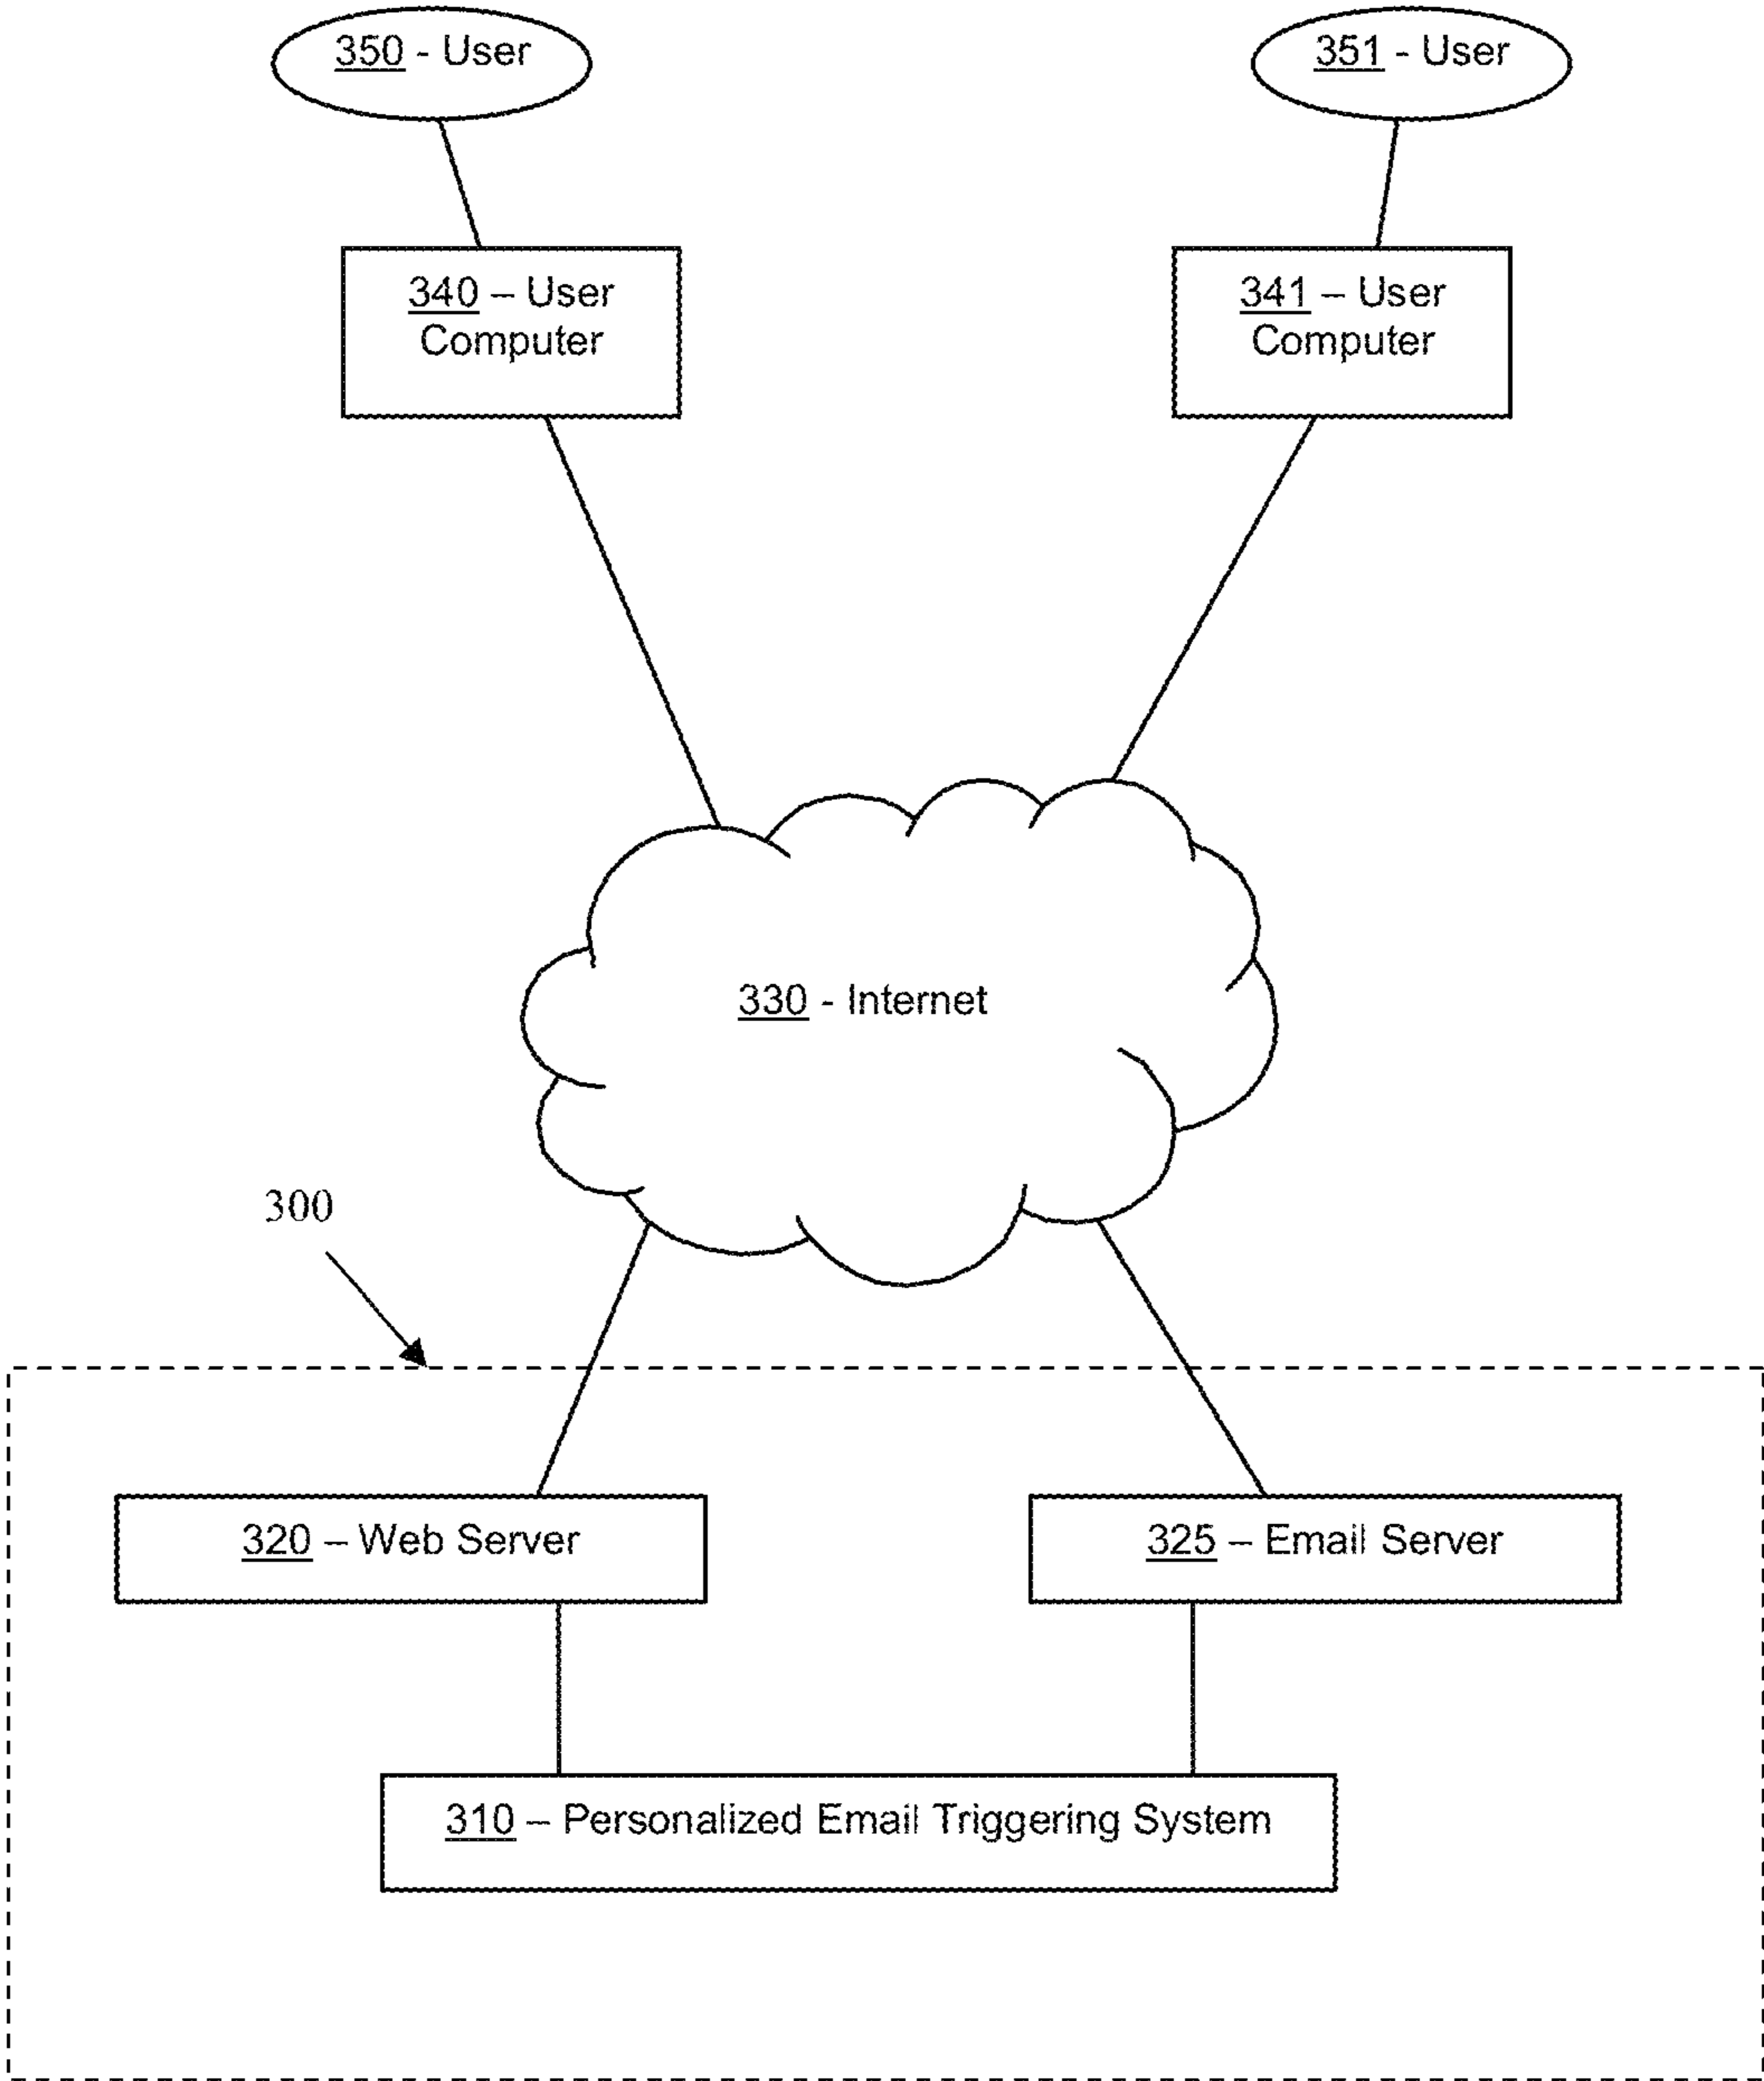 350 - User
351 - User
340 – User
Computer
341 – User
Computer
330 - Internet
300
320 – Web Server
325 – Email Server
310 – Personalized Email Triggering System